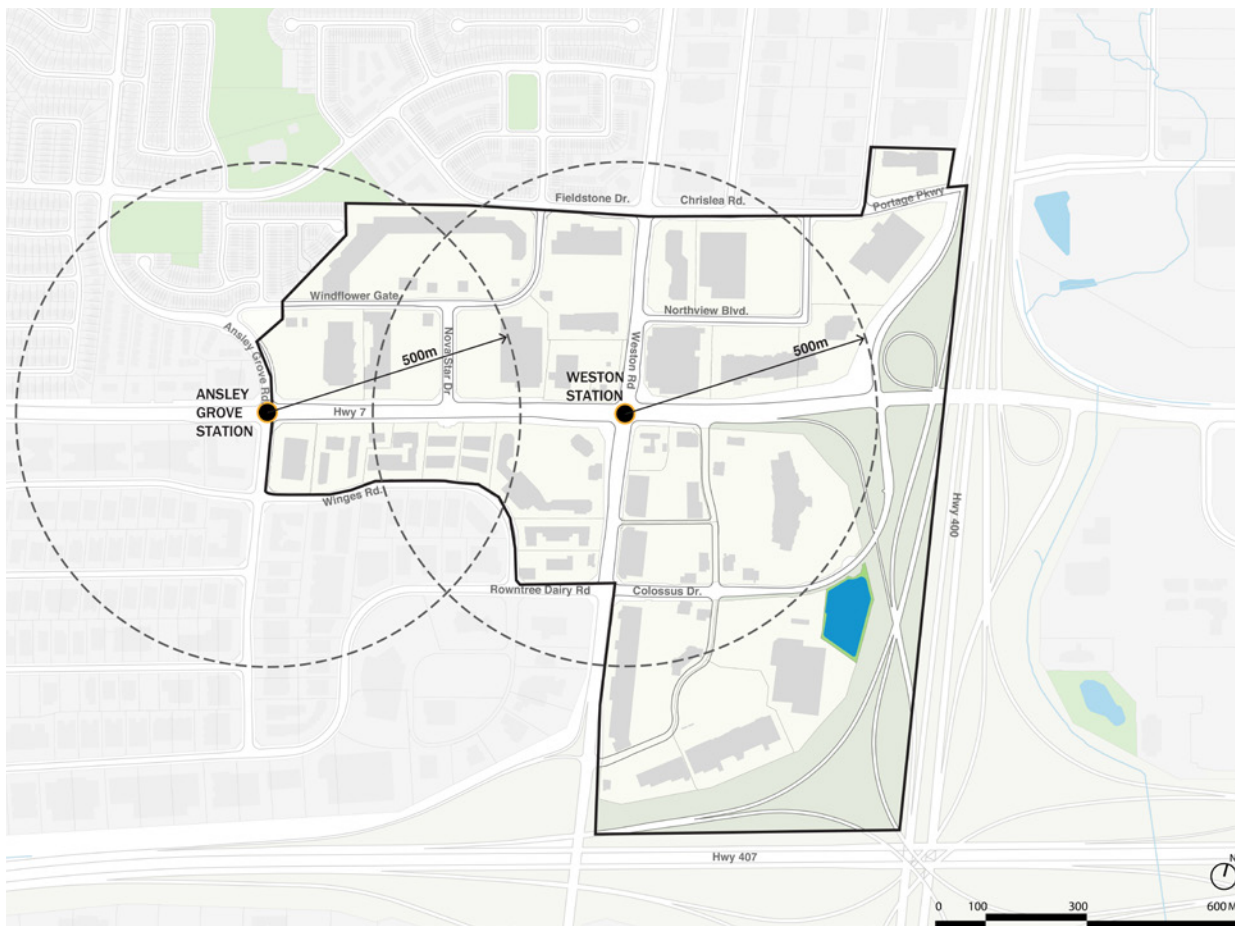 Fieldstone Dr.
Chrislea Rd.
Portage Pkwy
Windflower Gate
Northview Blvd.
Ansley Grove Rd.
Nova Star Dr.
Weston Rd
500m
500m
ANSLEY
GROVE
STATION
WESTON
STATION
Hwy 7
Winges Rd.
Hwy 400
Rowntree Dairy Rd
Colossus Dr.
Hwy 407
N
0 100 300 600 M